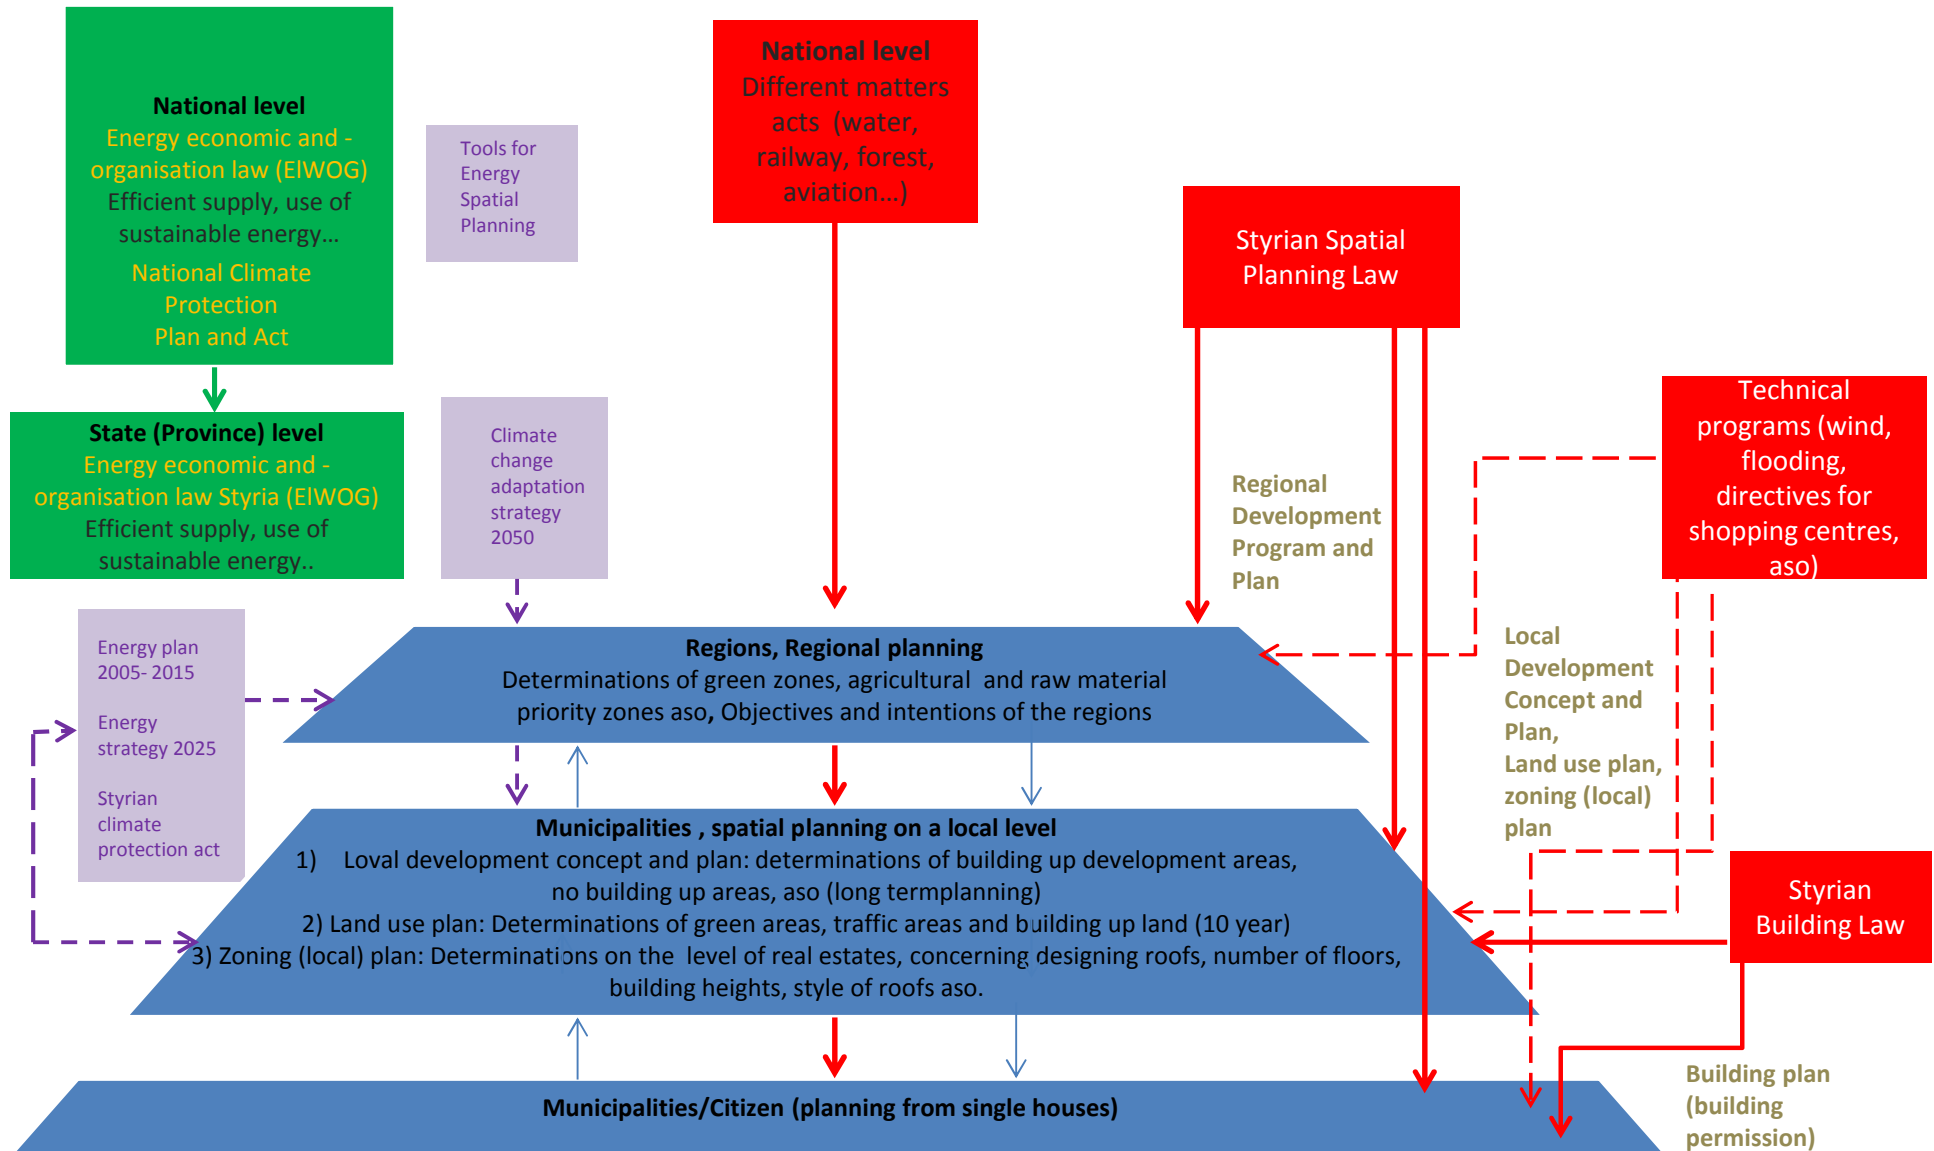 National level
Energy economic and -
organisation law (ElWOG)
Efficient supply, use of
sustainable energy…
National Climate
Protection
Plan and Act
Tools for
Energy
Spatial
Planning
National level
Different matters
acts (water,
railway, forest,
aviation…)
Styrian Spatial
Planning Law
State (Province) level
Energy economic and -
organisation law Styria (ElWOG)
Efficient supply, use of
sustainable energy..
Climate
change
adaptation
strategy
2050
Regional
Development
Program and
Plan
Technical
programs (wind,
flooding,
directives for
shopping centres,
aso)
Energy plan
2005- 2015
Energy
strategy 2025
Styrian
climate
protection act
Regions, Regional planning
Determinations of green zones, agricultural and raw material
priority zones aso, Objectives and intentions of the regions
Local
Development
Concept and
Plan,
Land use plan,
zoning (local)
plan
Municipalities , spatial planning on a local level
1) Loval development concept and plan: determinations of building up development areas,
no building up areas, aso (long termplanning)
2) Land use plan: Determinations of green areas, traffic areas and building up land (10 year)
3) Zoning (local) plan: Determinations on the level of real estates, concerning designing roofs, number of floors,
building heights, style of roofs aso.
Styrian
Building Law
Municipalities/Citizen (planning from single houses)
Building plan
(building
permission)